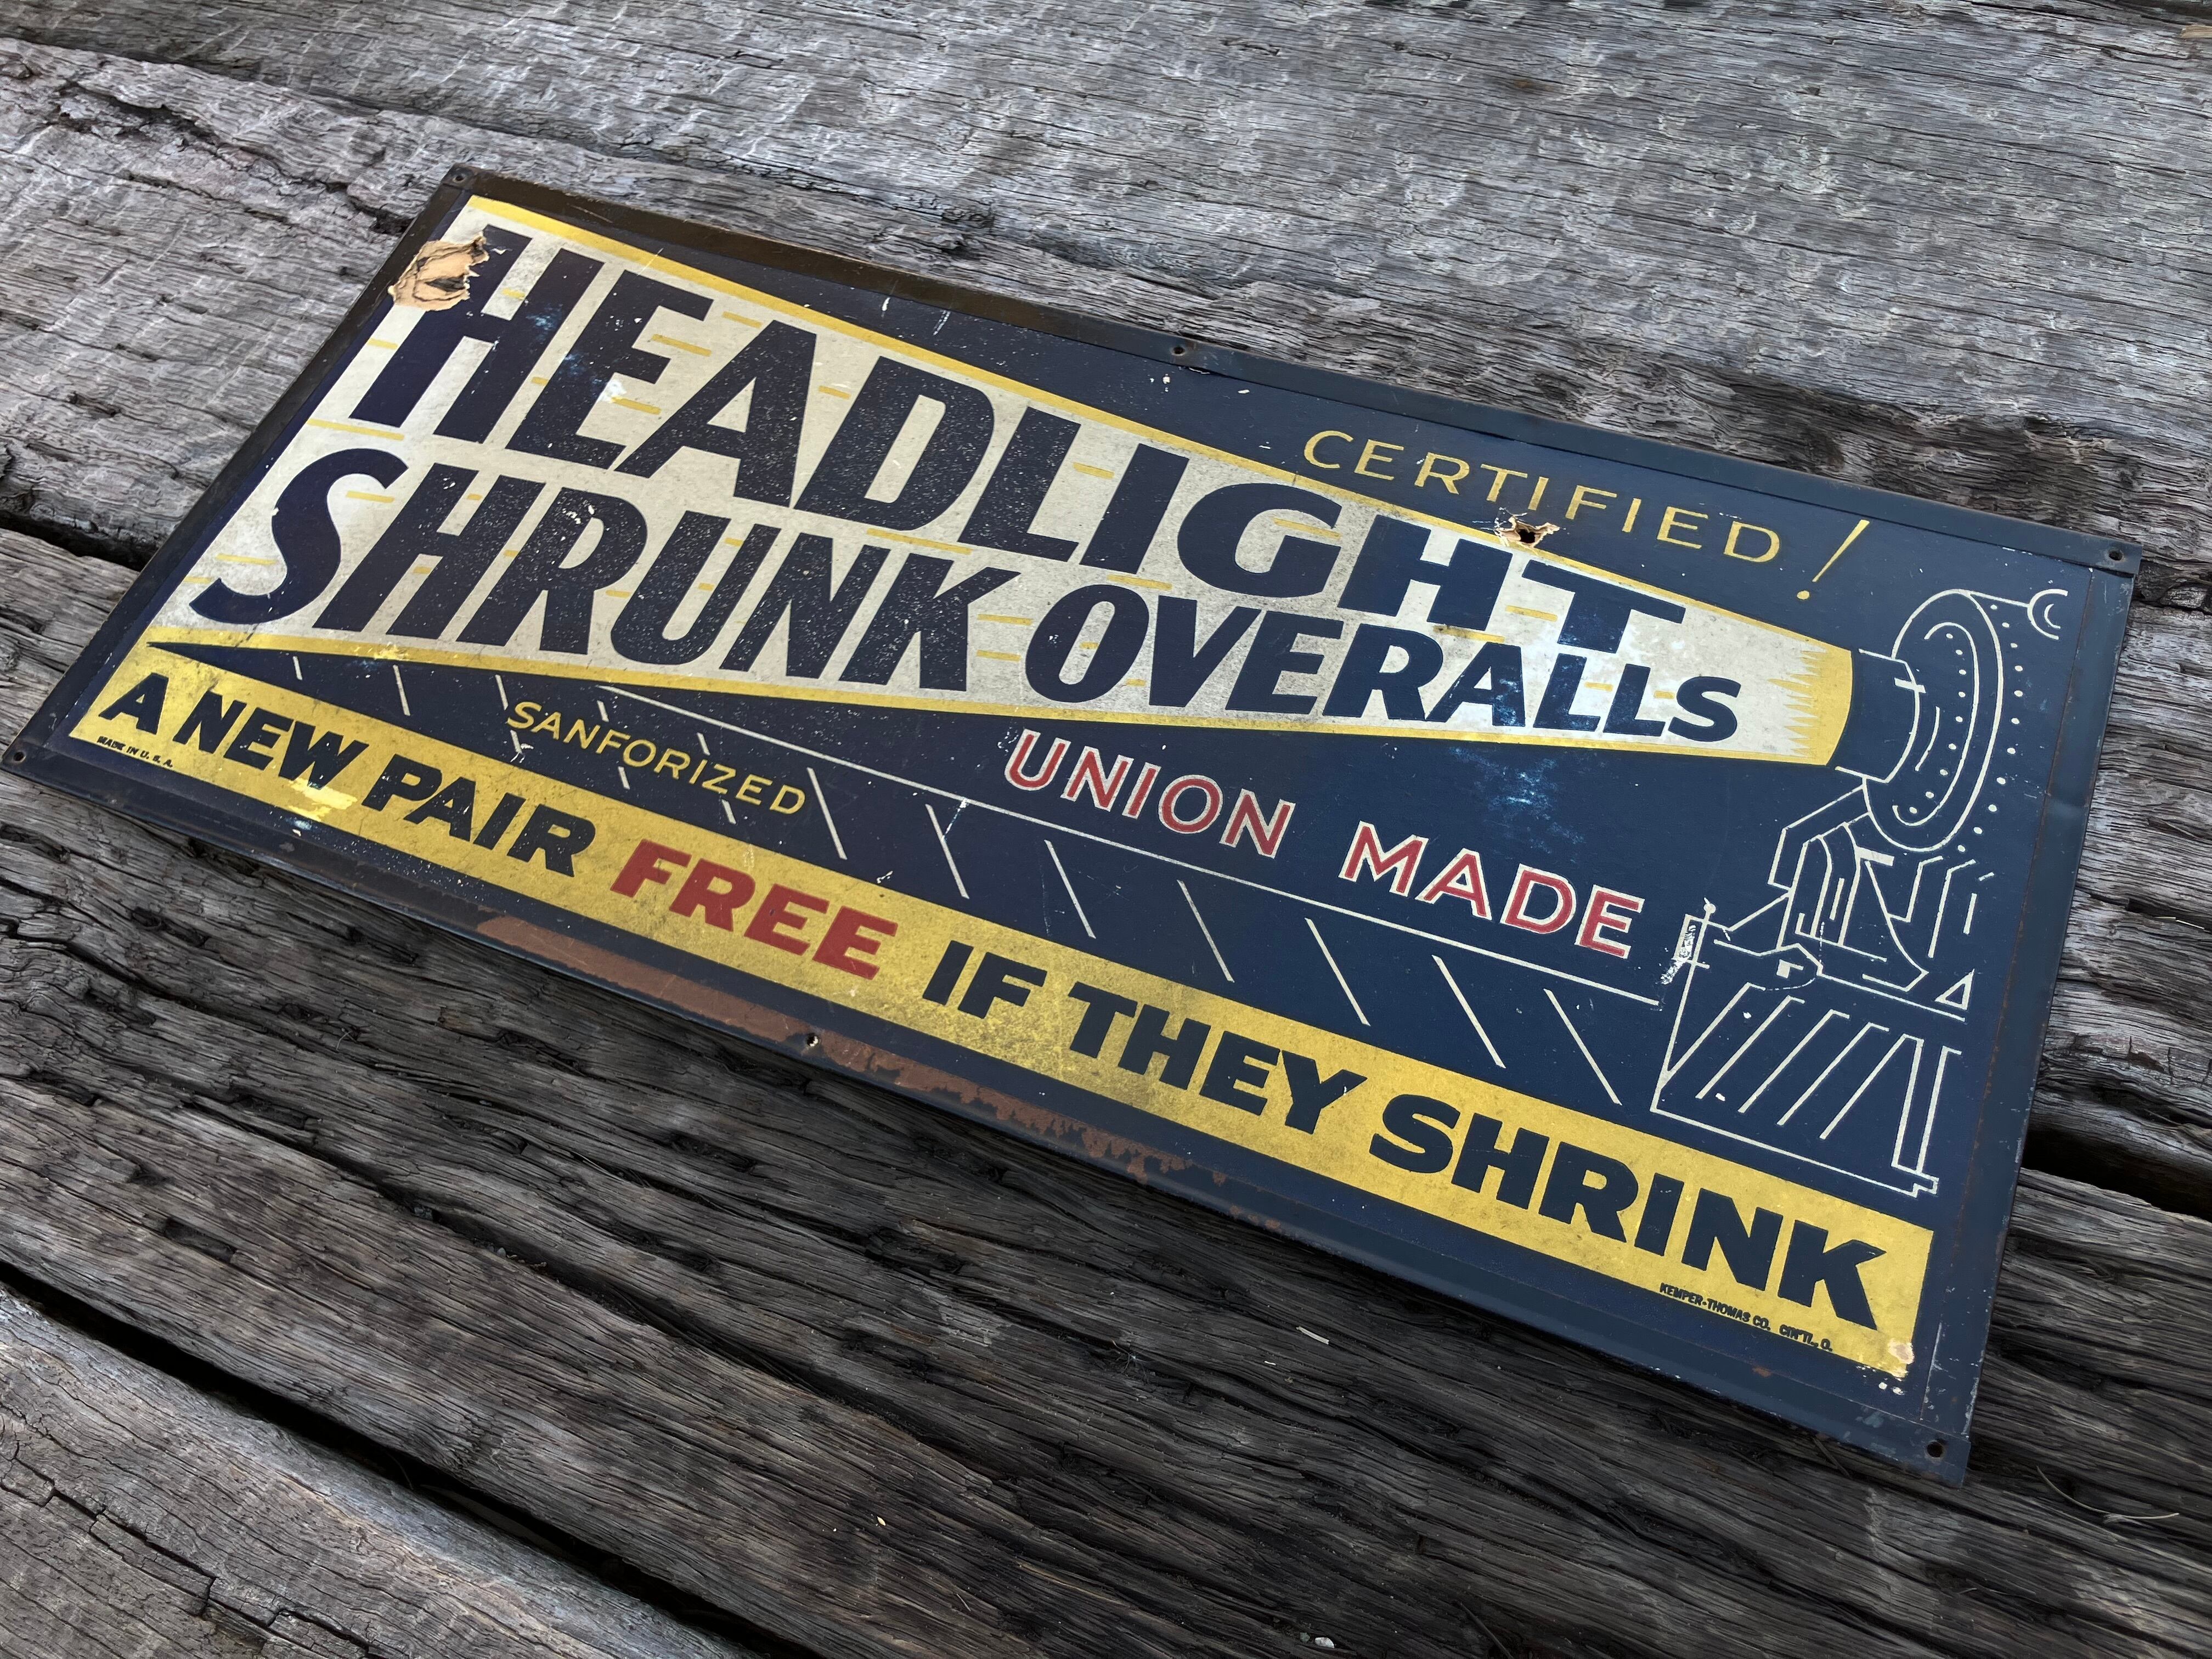 CERTIFIED!
HEADLIGHT
SHRUNK OVERALLS
SANFORIZED
UNION MADE
A NEW PAIR FREE IF THEY SHRINK
MADE IN U.S.A.
KEMPER-THOMAS CO. CIN'TI., O.